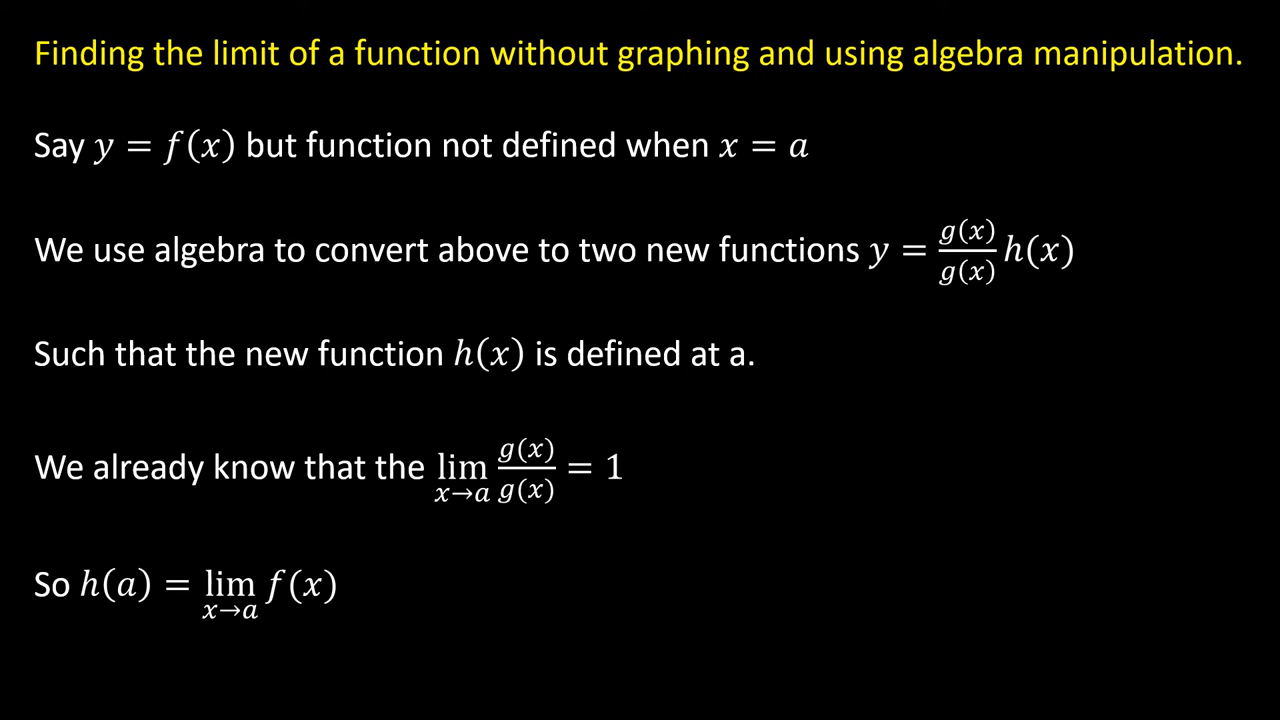 Finding the limit of a function without graphing and using algebra manipulation.
Say y = f(x) but function not defined when x = a
We use algebra to convert above to two new functions y = g(x)/g(x) h(x)
Such that the new function h(x) is defined at a.
We already know that the lim x→a g(x)/g(x) = 1
So h(a) = lim x→a f(x)